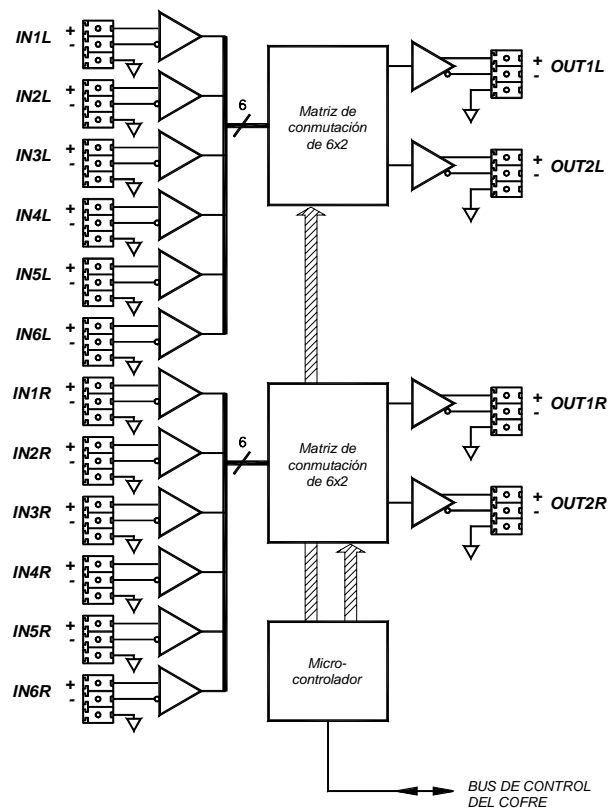 IN1L + -
IN2L + -
IN3L + -
IN4L + -
IN5L + -
IN6L + -
IN1R + -
IN2R + -
IN3R + -
IN4R + -
IN5R + -
IN6R + -
6
Matriz de
conmutación
de 6x2
6
Matriz de
conmutación
de 6x2
Micro-
controlador
+ - OUT1L
+ - OUT2L
+ - OUT1R
+ - OUT2R
BUS DE CONTROL
DEL COFRE